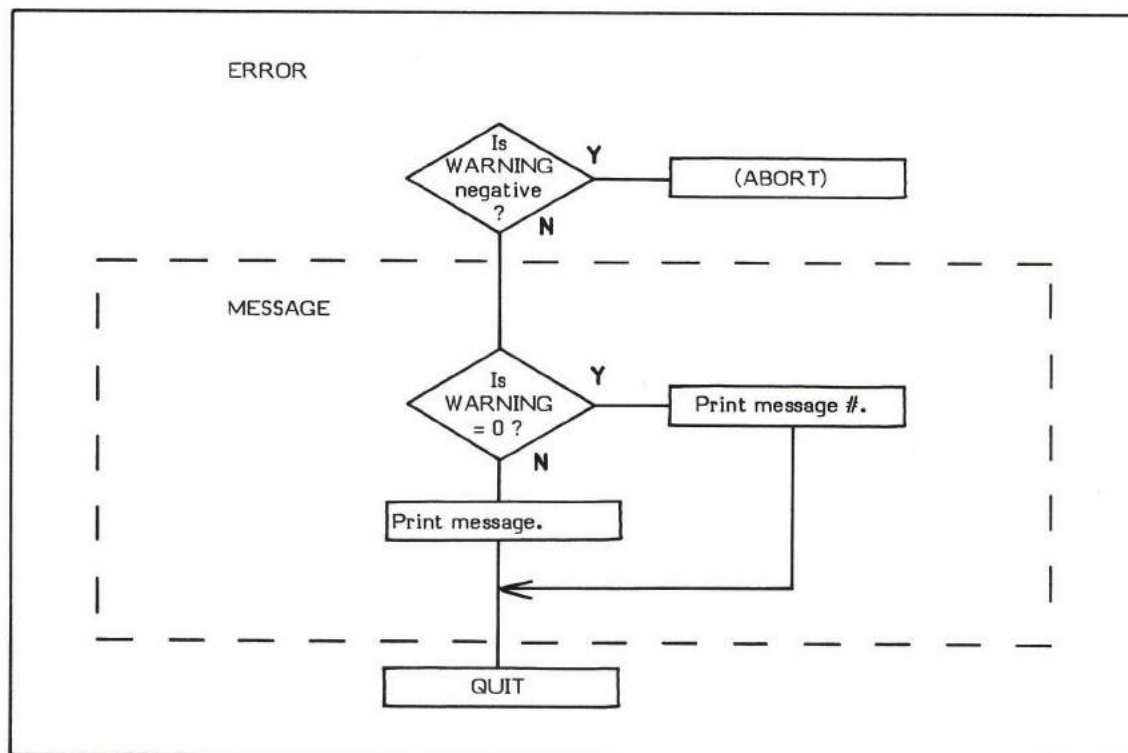 ERROR
Is
WARNING
negative
?
Y
(ABORT)
N
MESSAGE
Is
WARNING
= 0 ?
Y
Print message #.
N
Print message.
QUIT